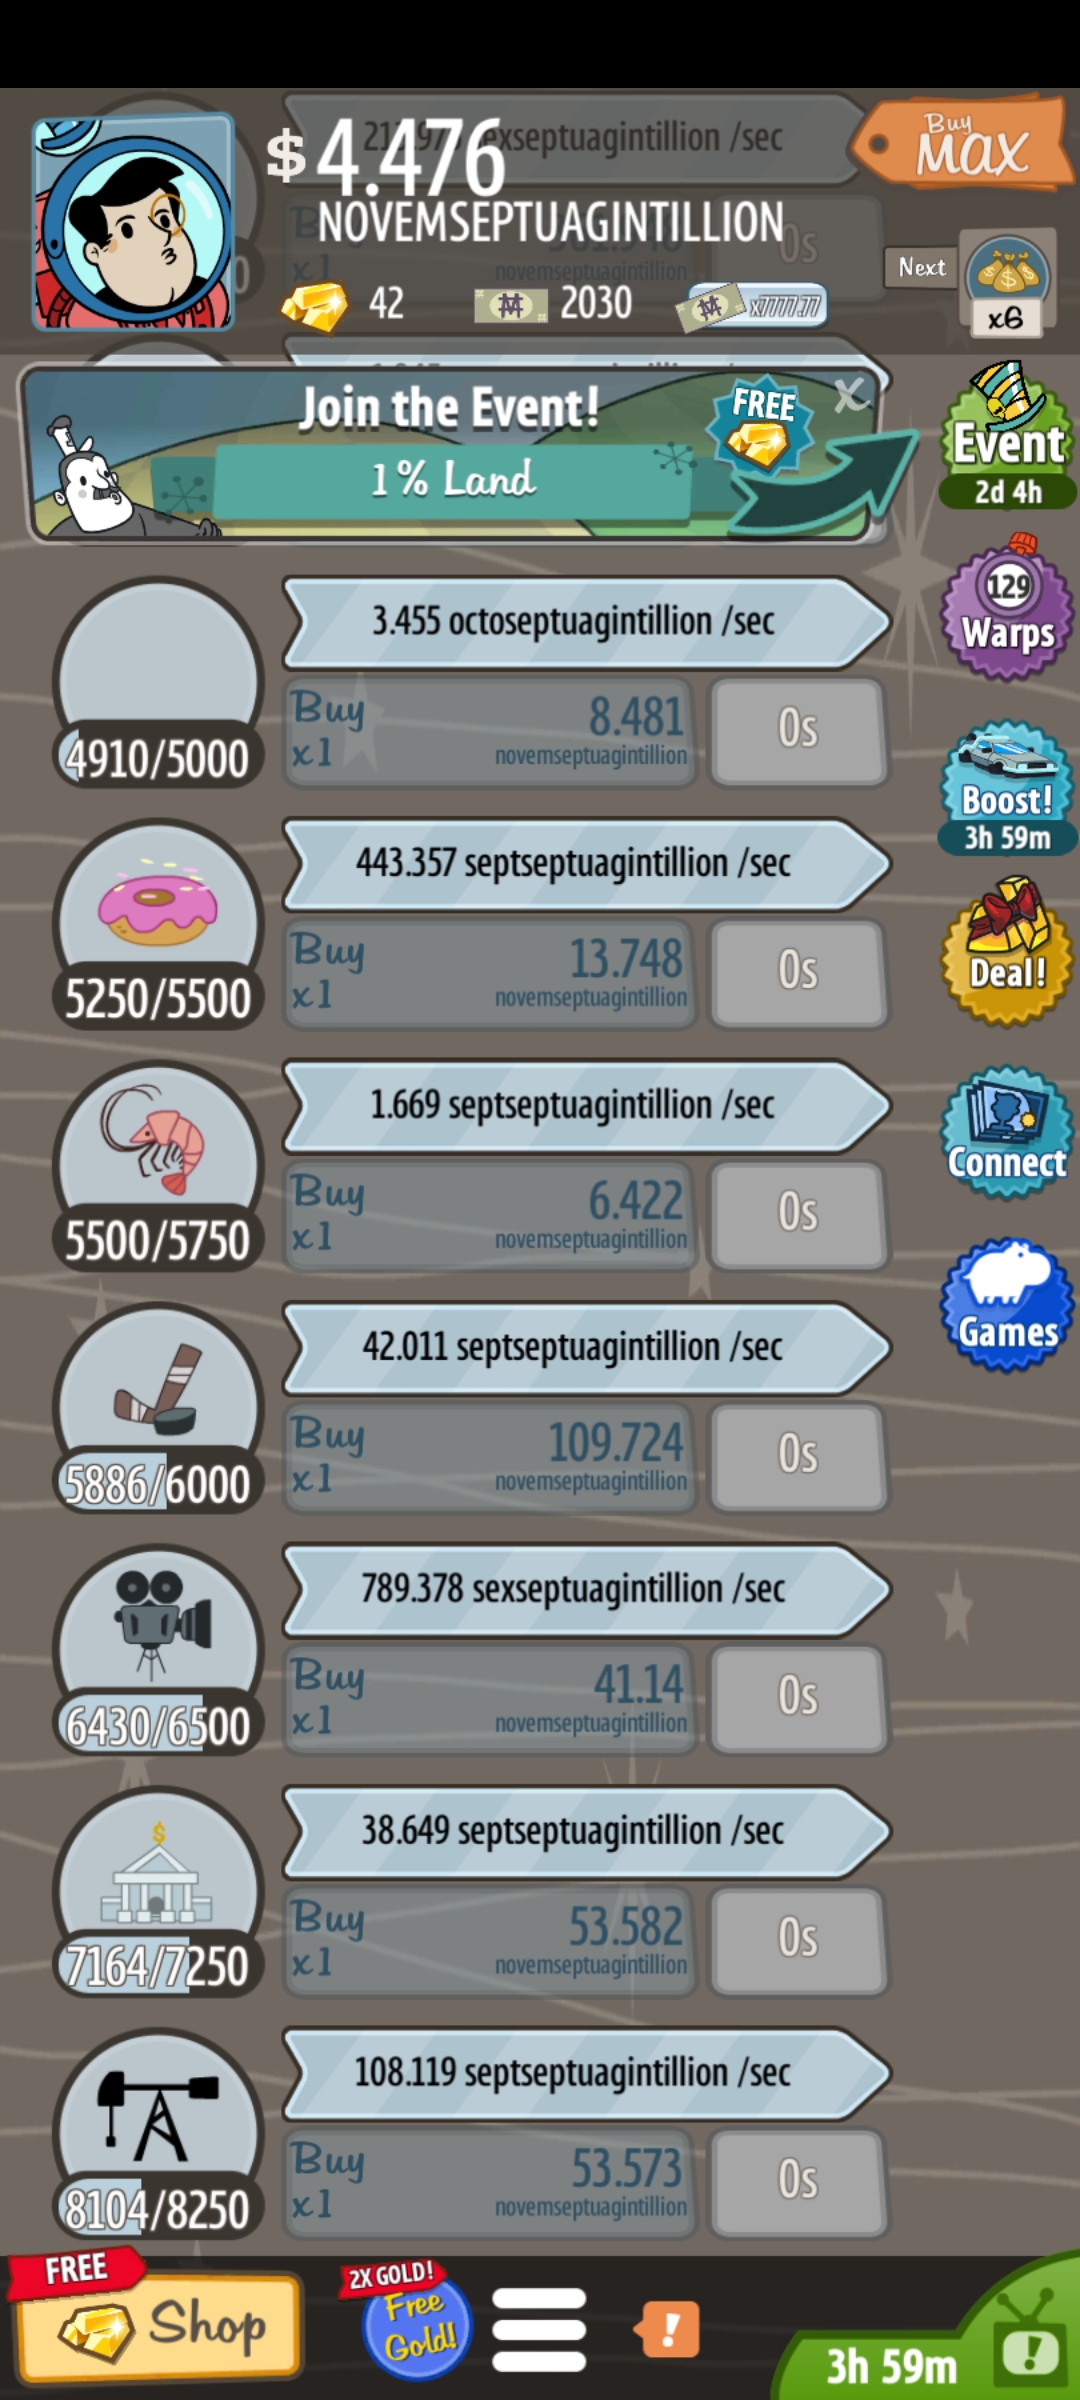 $4.476
NOVEMSEPTUAGINTILLION
Buy
MAX
/sec
0s
x1
novemseptuagintillion
42
2030
x7777.77
Next
x6
Join the Event!
1% Land
FREE
x
Event
2d 4h
3.455 octoseptuagintillion /sec
Buy
x1
8.481
novemseptuagintillion
0s
4910/5000
129
Warps
Boost!
3h 59m
443.357 septseptuagintillion /sec
Buy
x1
13.748
novemseptuagintillion
0s
5250/5500
Deal!
1.669 septseptuagintillion /sec
Buy
x1
6.422
novemseptuagintillion
0s
5500/5750
Connect
Games
42.011 septseptuagintillion /sec
Buy
x1
109.724
novemseptuagintillion
0s
5886/6000
789.378 sexseptuagintillion /sec
Buy
x1
41.14
novemseptuagintillion
0s
6430/6500
38.649 septseptuagintillion /sec
Buy
x1
53.582
novemseptuagintillion
0s
7164/7250
108.119 septseptuagintillion /sec
Buy
x1
53.573
novemseptuagintillion
0s
8104/8250
FREE
Shop
2X GOLD!
Free
Gold!
!
3h 59m
!